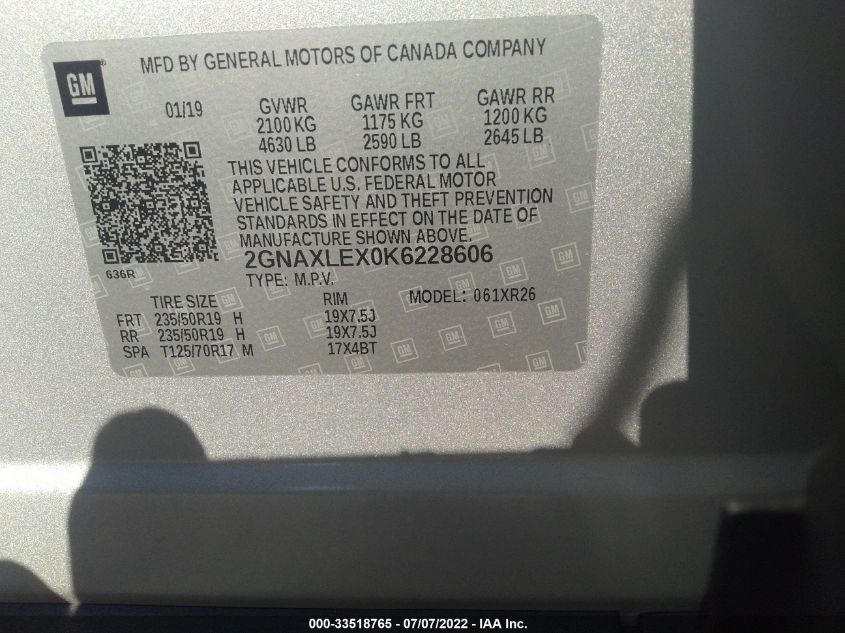 MFD BY GENERAL MOTORS OF CANADA COMPANY
GM ®
01/19 GVWR GAWR FRT GAWR RR
2100 KG 1175 KG 1200 KG
4630 LB 2590 LB 2645 LB
THIS VEHICLE CONFORMS TO ALL
APPLICABLE U.S. FEDERAL MOTOR
VEHICLE SAFETY AND THEFT PREVENTION
STANDARDS IN EFFECT ON THE DATE OF
MANUFACTURE SHOWN ABOVE.
636R
2GNAXLEX0K6228606
TYPE: M.P.V.
TIRE SIZE RIM MODEL: 061XR26
FRT 235/50R19 H 19X7.5J
RR 235/50R19 H 19X7.5J
SPA T125/70R17 M 17X4BT
000-33518765 - 07/07/2022 - IAA Inc.